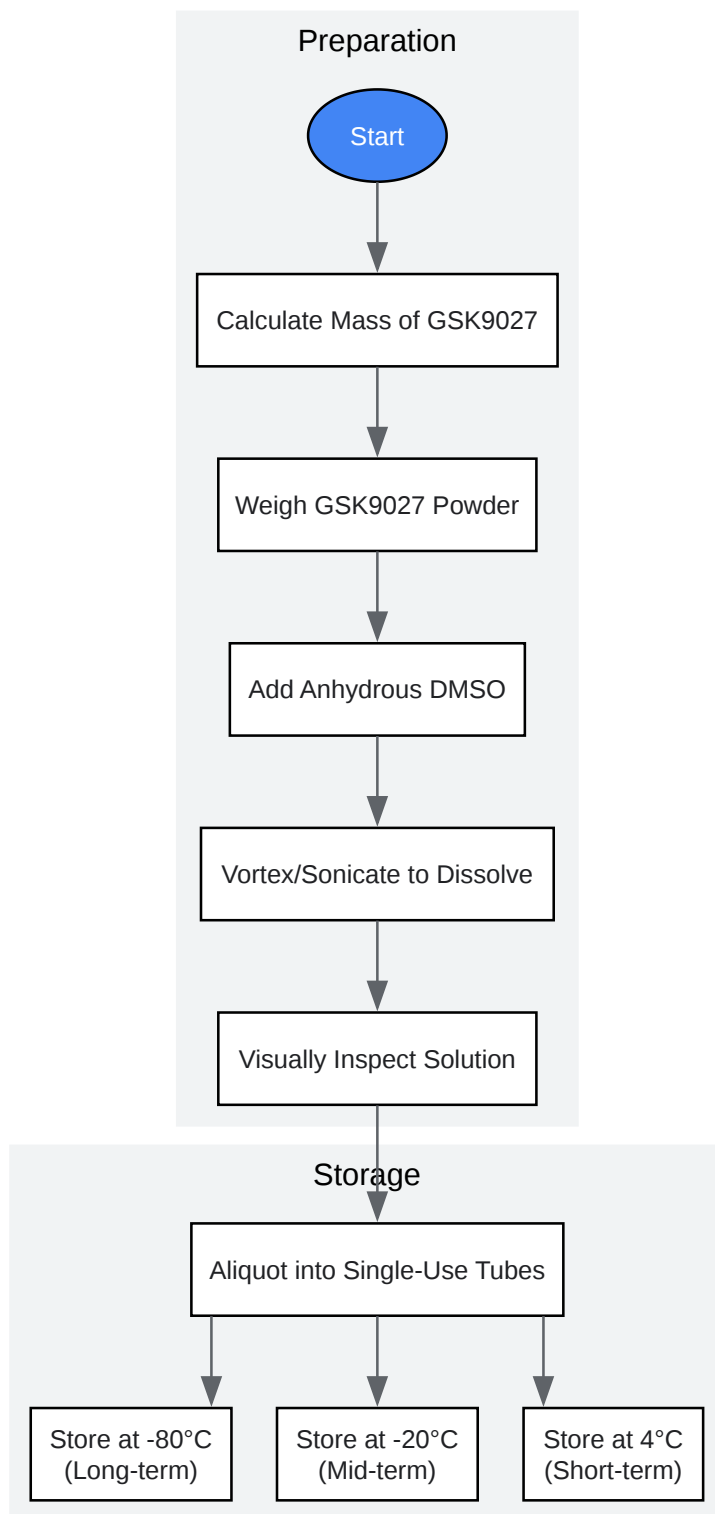 Preparation
Start
Calculate Mass of GSK9027
Weigh GSK9027 Powder
Add Anhydrous DMSO
Vortex/Sonicate to Dissolve
Visually Inspect Solution
Storage
Aliquot into Single-Use Tubes
Store at -80°C
(Long-term)
Store at -20°C
(Mid-term)
Store at 4°C
(Short-term)